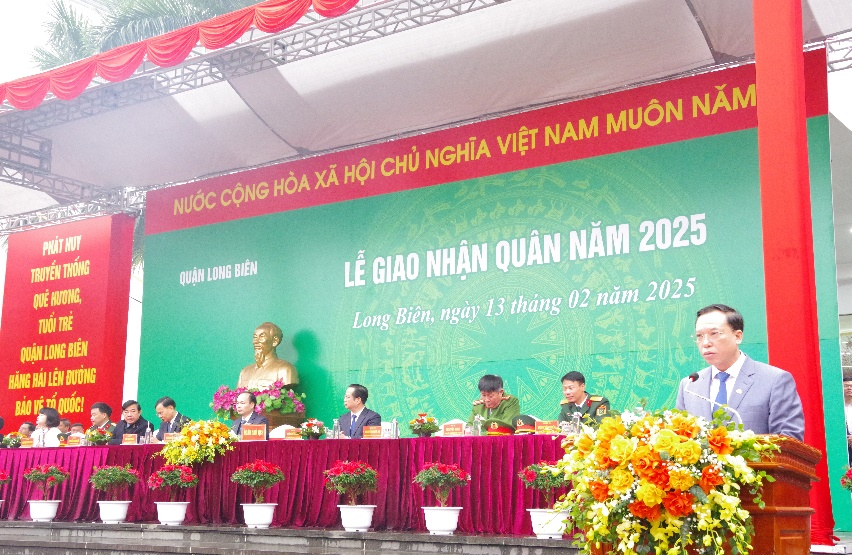 NƯỚC CỘNG HÒA XÃ HỘI CHỦ NGHĨA VIỆT NAM MUÔN NĂM
QUẬN LONG BIÊN
LỄ GIAO NHẬN QUÂN NĂM 2025
Long Biên, ngày 13 tháng 02 năm 2025
PHÁT HUY
TRUYỀN THỐNG
QUÊ HƯƠNG,
TUỔI TRẺ
QUẬN LONG BIÊN
HĂNG HÁI LÊN ĐƯỜNG
BẢO VỆ TỔ QUỐC!